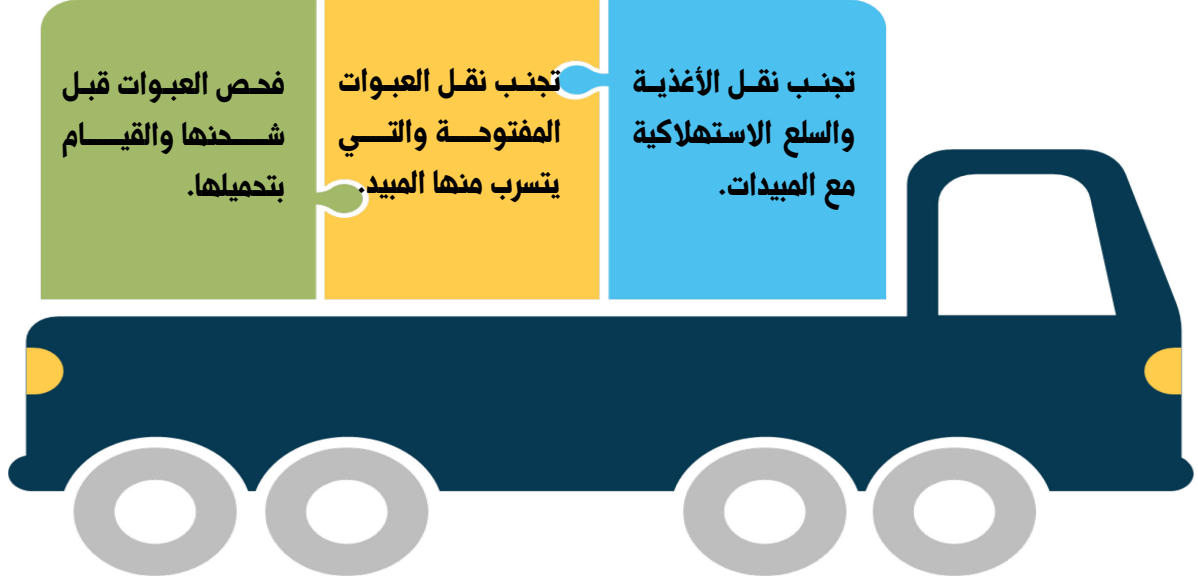 تجنب نقل الأغذية
والسلع الاستهلاكية
مع المبيدات.
تجنب نقل العبوات
المفتوحة والتي
يتسرب منها المبيد.
فحص العبوات قبل
شحنها والقيام
بتحميلها.